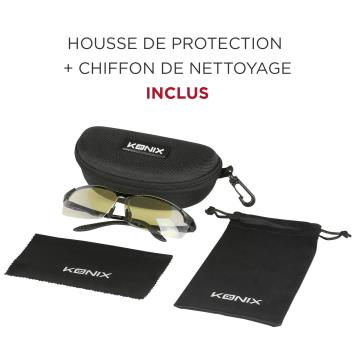 HOUSSE DE PROTECTION
+ CHIFFON DE NETTOYAGE
INCLUS
KONIX
KONIX
KONIX